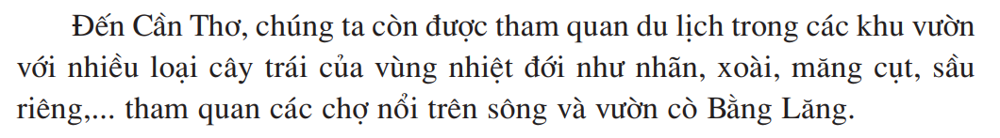 Đến Cần Thơ, chúng ta còn được tham quan du lịch trong các khu vườn
với nhiều loại cây trái của vùng nhiệt đới như nhãn, xoài, măng cụt, sầu
riêng,... tham quan các chợ nổi trên sông và vườn cò Bằng Lăng.